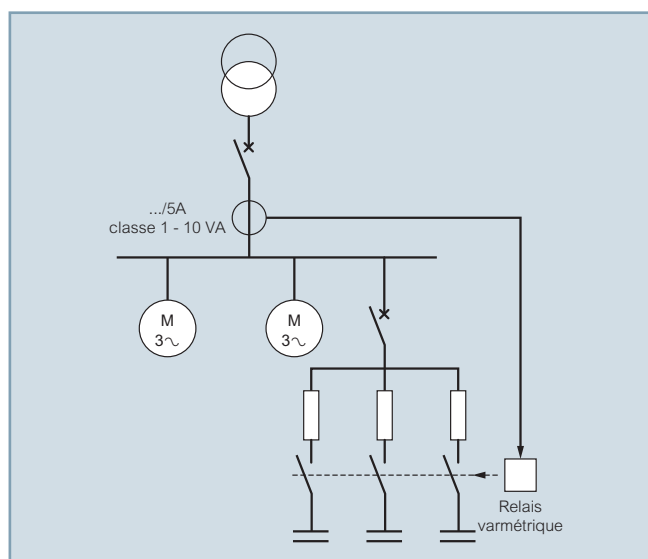 .../5A
classe 1 - 10 VA
M
3∿
M
3∿
Relais
varmétrique